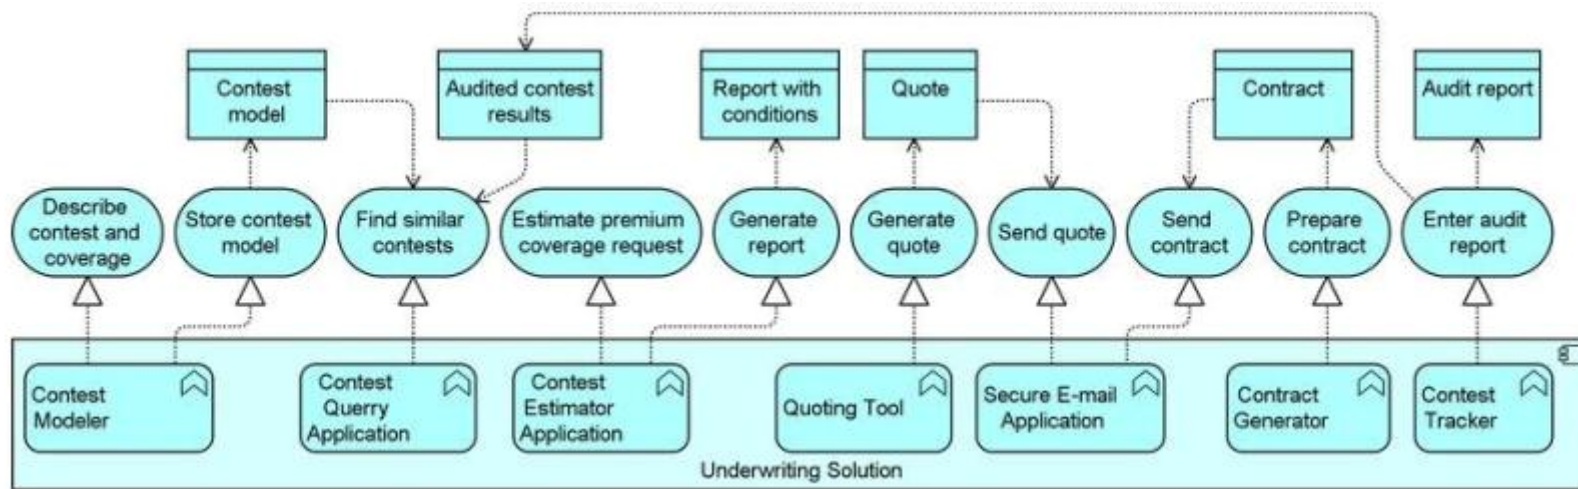 Contest
model
Audited contest
results
Report with
conditions
Quote
Contract
Audit report
Describe
contest and
coverage
Store contest
model
Find similar
contests
Estimate premium
coverage request
Generate
report
Generate
quote
Send quote
Send
contract
Prepare
contract
Enter audit
report
Contest
Modeler
Contest
Querry
Application
Contest
Estimator
Application
Quoting Tool
Secure E-mail
Application
Contract
Generator
Contest
Tracker
Underwriting Solution